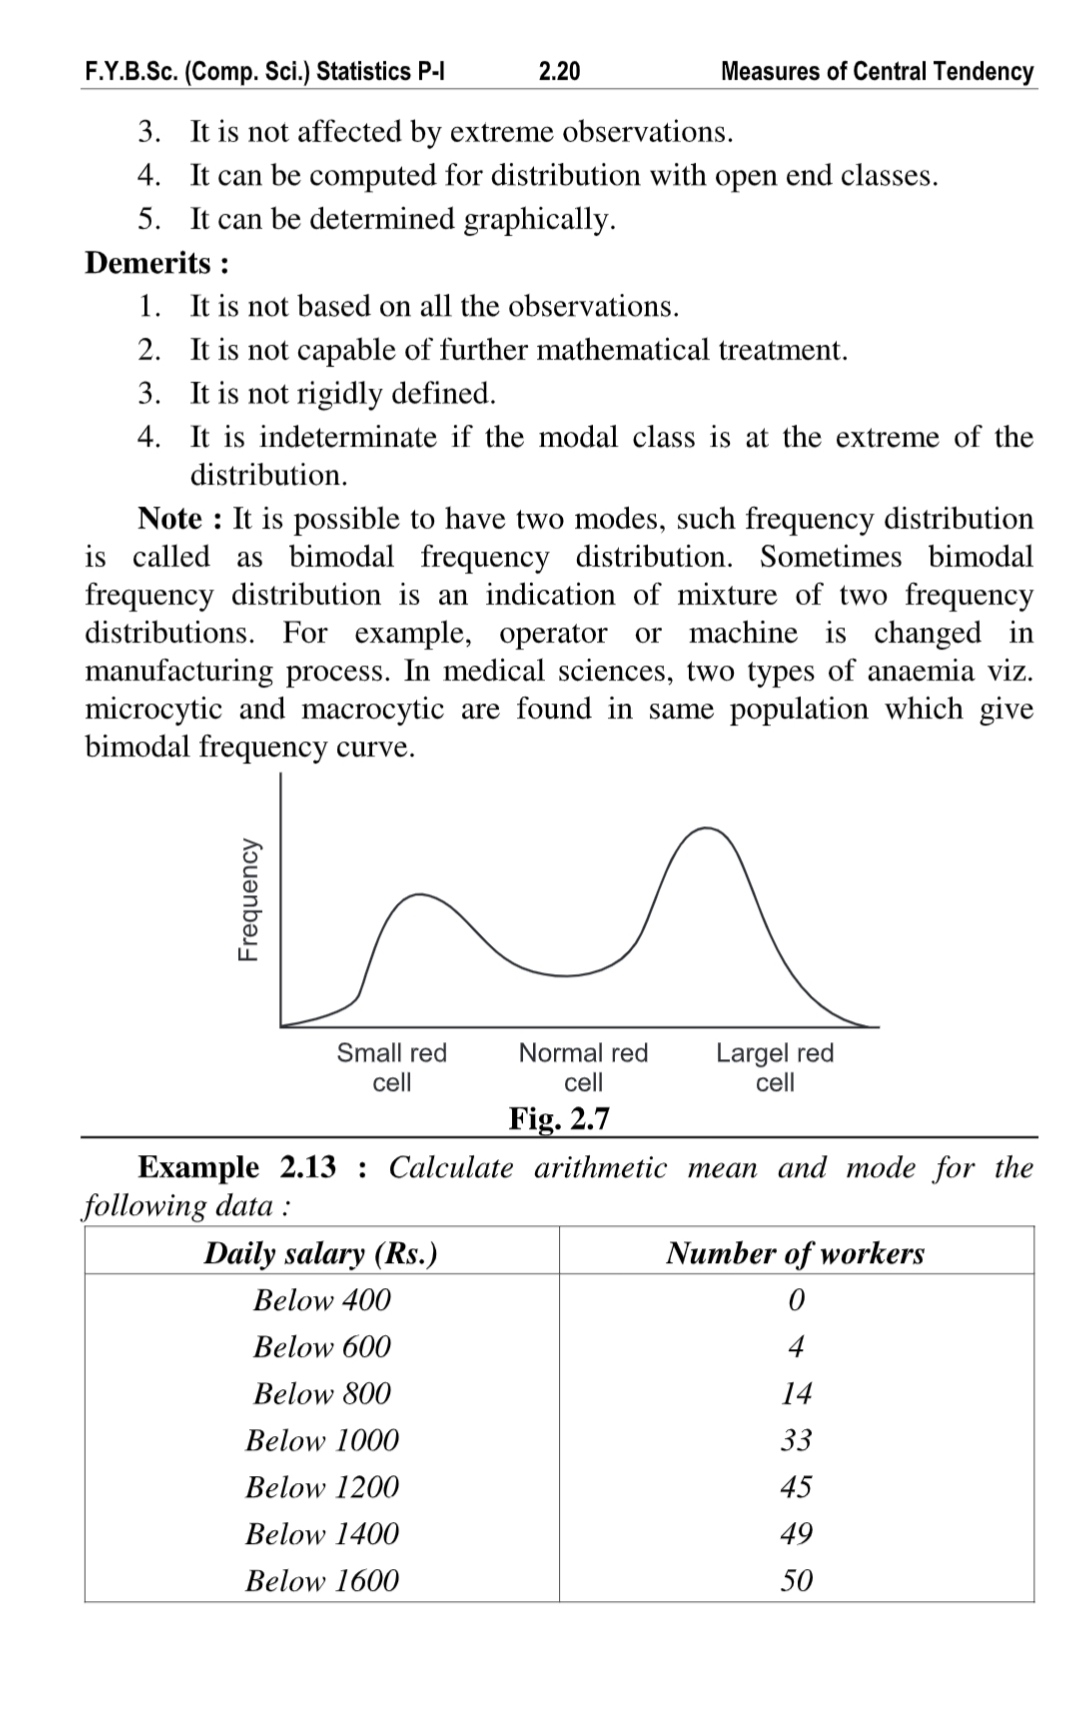 F.Y.B.Sc. (Comp. Sci.) Statistics P-I 2.20 Measures of Central Tendency
3. It is not affected by extreme observations.
4. It can be computed for distribution with open end classes.
5. It can be determined graphically.
Demerits :
1. It is not based on all the observations.
2. It is not capable of further mathematical treatment.
3. It is not rigidly defined.
4. It is indeterminate if the modal class is at the extreme of the
distribution.
Note : It is possible to have two modes, such frequency distribution
is called as bimodal frequency distribution. Sometimes bimodal
frequency distribution is an indication of mixture of two frequency
distributions. For example, operator or machine is changed in
manufacturing process. In medical sciences, two types of anaemia viz.
microcytic and macrocytic are found in same population which give
bimodal frequency curve.
Frequency
Small red Normal red Largel red
cell cell cell
Fig. 2.7
Example 2.13 : Calculate arithmetic mean and mode for the
following data :
Daily salary (Rs.) Number of workers
Below 400 0
Below 600 4
Below 800 14
Below 1000 33
Below 1200 45
Below 1400 49
Below 1600 50